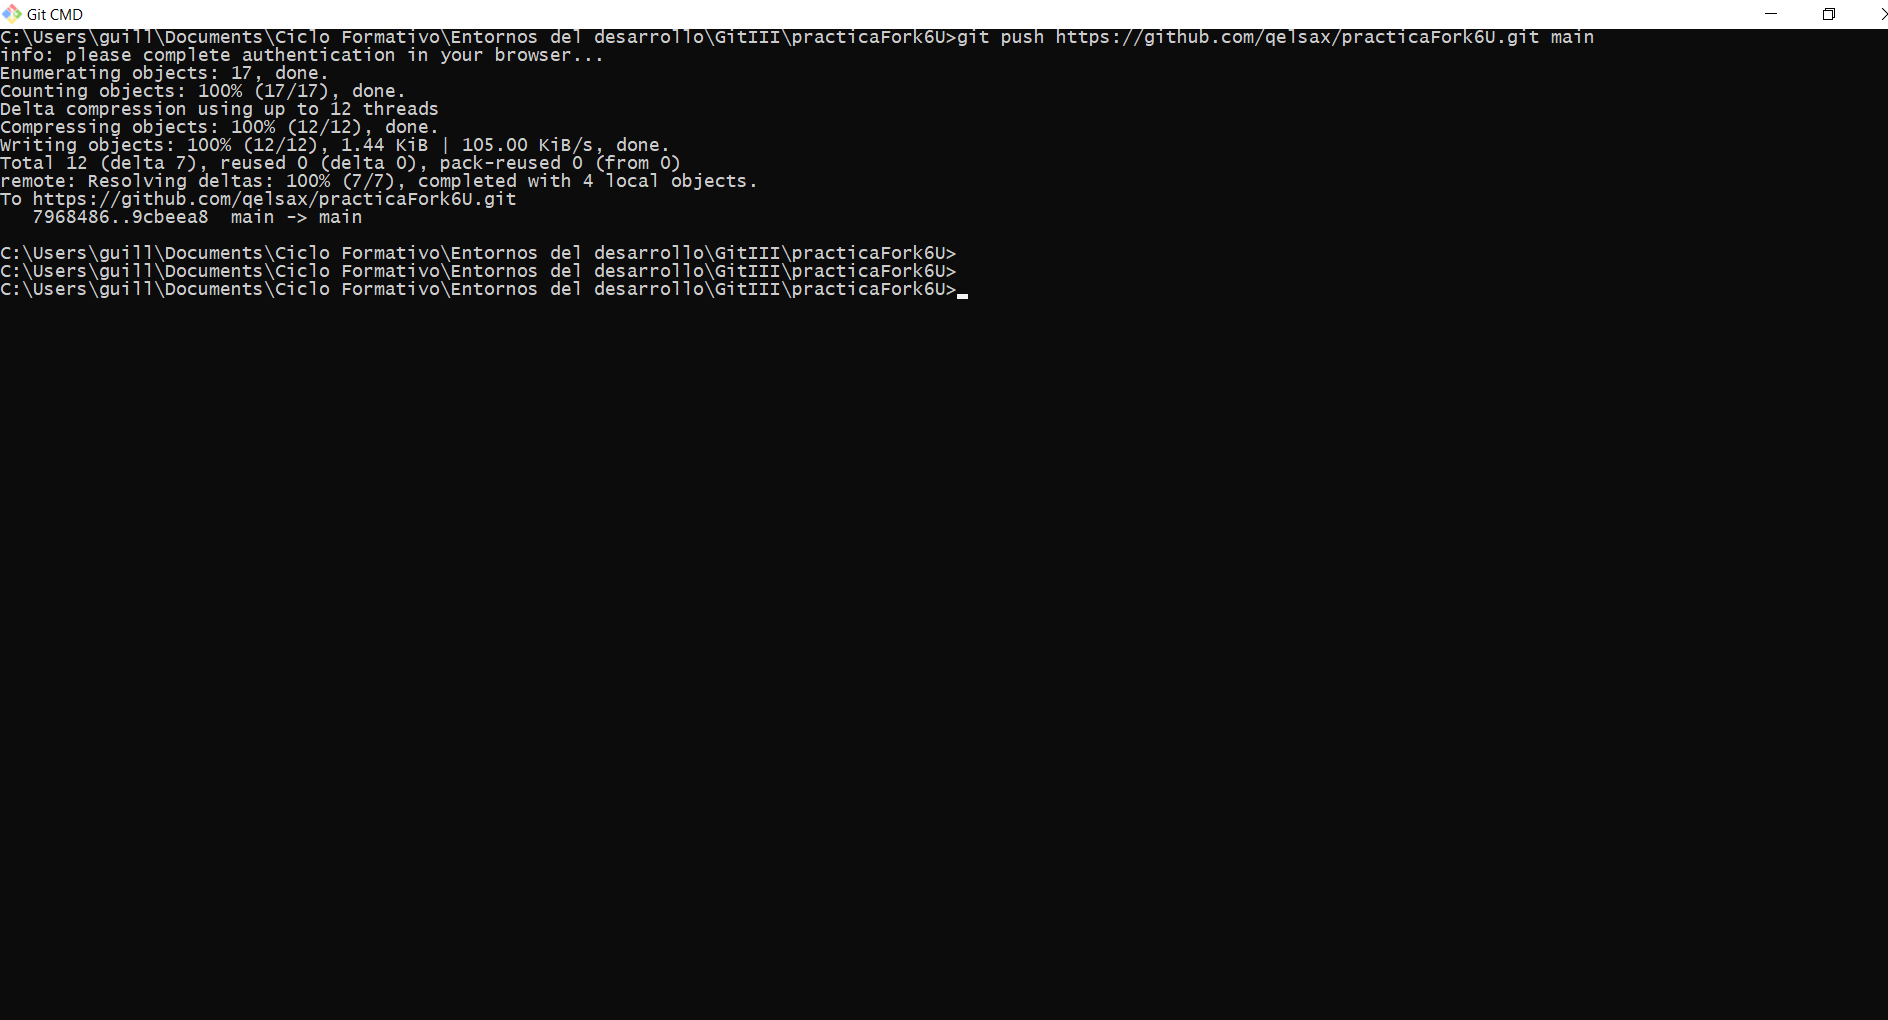 Git CMD
C:\Users\guill\Documents\Ciclo Formativo\Entornos del desarrollo\GitIII\practicaFork6U>git push https://github.com/qelsax/practicaFork6U.git main
info: please complete authentication in your browser...
Enumerating objects: 17, done.
Counting objects: 100% (17/17), done.
Delta compression using up to 12 threads
Compressing objects: 100% (12/12), done.
Writing objects: 100% (12/12), 1.44 KiB | 105.00 KiB/s, done.
Total 12 (delta 7), reused 0 (delta 0), pack-reused 0 (from 0)
remote: Resolving deltas: 100% (7/7), completed with 4 local objects.
To https://github.com/qelsax/practicaFork6U.git
   7968486..9cbeea8  main -> main
C:\Users\guill\Documents\Ciclo Formativo\Entornos del desarrollo\GitIII\practicaFork6U>
C:\Users\guill\Documents\Ciclo Formativo\Entornos del desarrollo\GitIII\practicaFork6U>
C:\Users\guill\Documents\Ciclo Formativo\Entornos del desarrollo\GitIII\practicaFork6U>